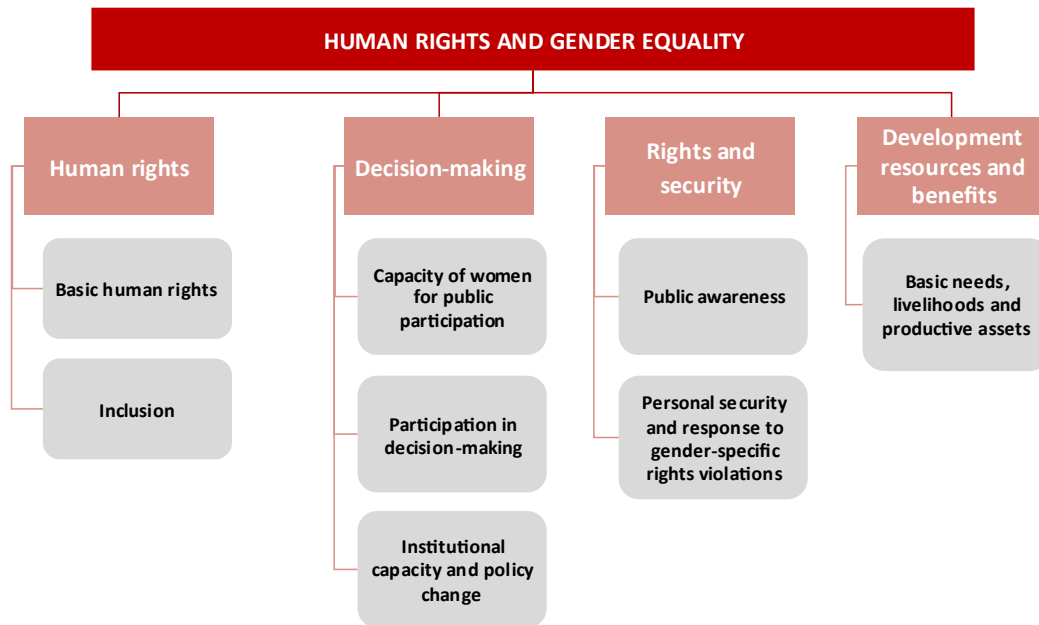 HUMAN RIGHTS AND GENDER EQUALITY
Human rights
Basic human rights
Inclusion
Decision-making
Capacity of women
for public
participation
Participation in
decision-making
Institutional
capacity and policy
change
Rights and
security
Public awareness
Personal security
and response to
gender-specific
rights violations
Development
resources and
benefits
Basic needs,
livelihoods and
productive assets